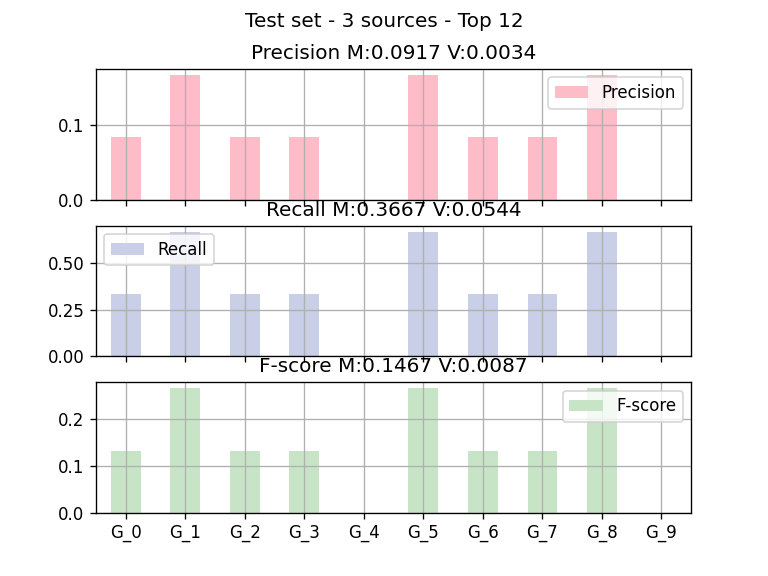 Test set - 3 sources - Top 12
Precision M:0.0917 V:0.0034
Precision
0.1
0.0
Recall M:0.3667 V:0.0544
Recall
0.50
0.25
0.00
F-score M:0.1467 V:0.0087
F-score
0.2
0.1
0.0
G_0 G_1 G_2 G_3 G_4 G_5 G_6 G_7 G_8 G_9